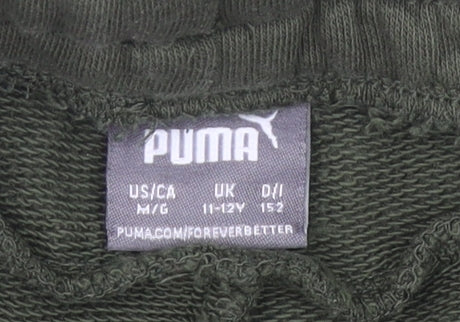 PUMA
US/CA UK D/I
M/G 11-12Y 152
PUMA.COM/FOREVERBETTER